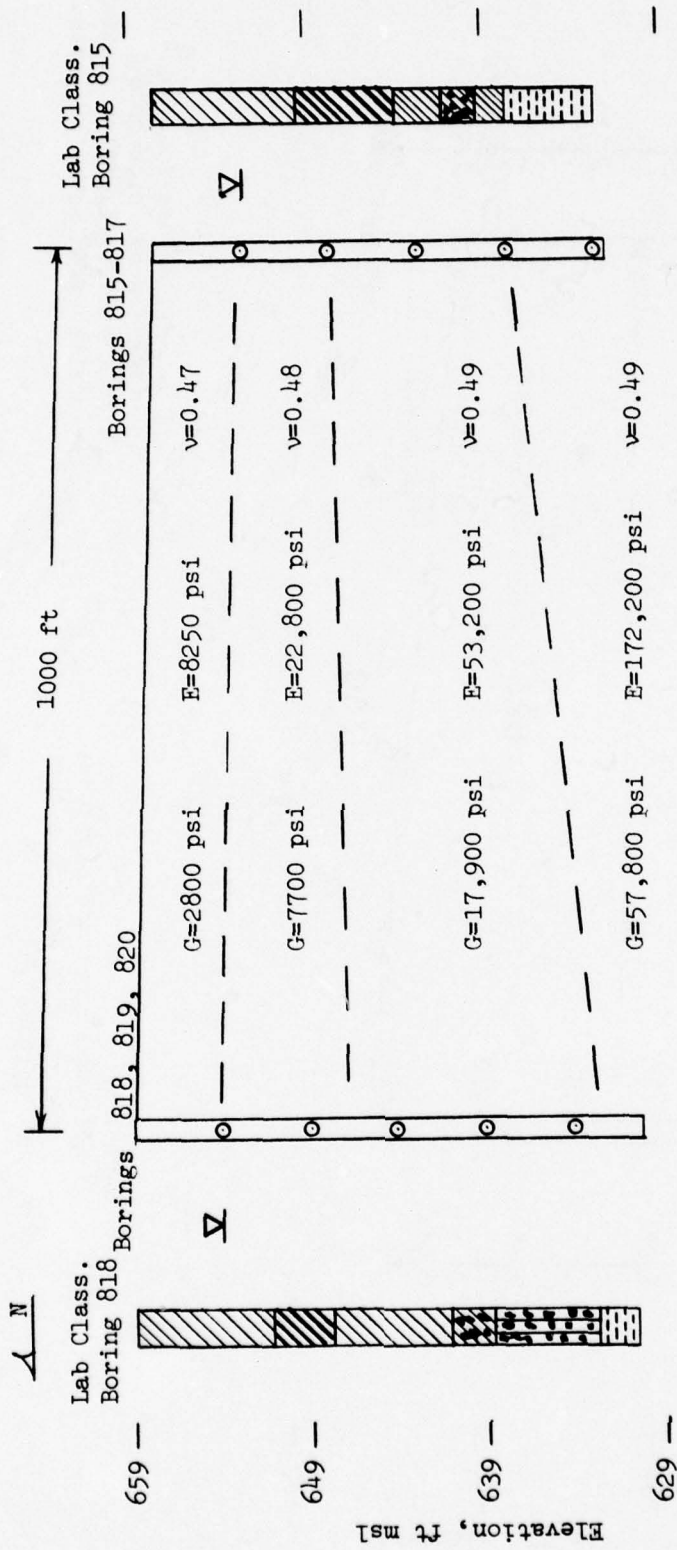 N
1000 ft
Lab Class.
Boring 818
Borings 818, 819, 820
Borings 815-817
Lab Class.
Boring 815
659
649
639
629
Elevation, ft msl
G=2800 psi E=8250 psi ν=0.47
G=7700 psi E=22,800 psi ν=0.48
G=17,900 psi E=53,200 psi ν=0.49
G=57,800 psi E=172,200 psi ν=0.49